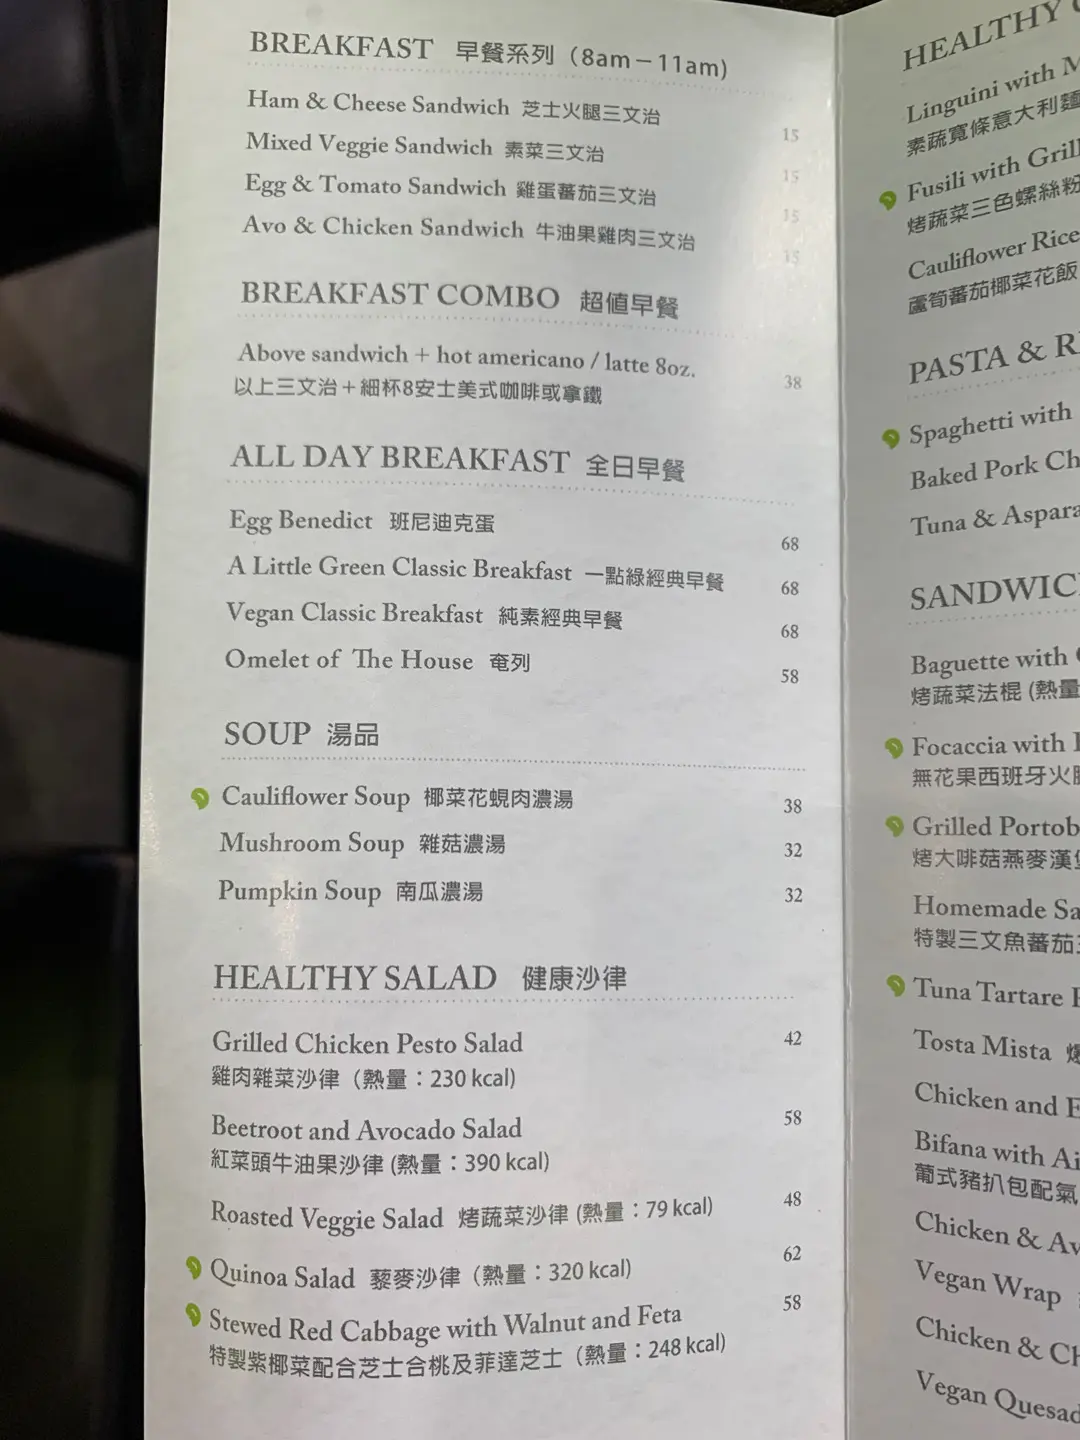 BREAKFAST 早餐系列（8am－11am)
Ham & Cheese Sandwich 芝士火腿三文治 15
Mixed Veggie Sandwich 素菜三文治 15
Egg & Tomato Sandwich 雞蛋蕃茄三文治 15
Avo & Chicken Sandwich 牛油果雞肉三文治 15
BREAKFAST COMBO 超值早餐
Above sandwich + hot americano / latte 8oz. 38
以上三文治＋細杯8安士美式咖啡或拿鐵
ALL DAY BREAKFAST 全日早餐
Egg Benedict 班尼迪克蛋 68
A Little Green Classic Breakfast 一點綠經典早餐 68
Vegan Classic Breakfast 純素經典早餐 68
Omelet of The House 奄列 58
SOUP 湯品
Cauliflower Soup 椰菜花蜆肉濃湯 38
Mushroom Soup 雜菇濃湯 32
Pumpkin Soup 南瓜濃湯 32
HEALTHY SALAD 健康沙律
Grilled Chicken Pesto Salad 42
雞肉雜菜沙律（熱量：230 kcal)
Beetroot and Avocado Salad 58
紅菜頭牛油果沙律 (熱量：390 kcal)
Roasted Veggie Salad 烤蔬菜沙律 (熱量：79 kcal) 48
Quinoa Salad 藜麥沙律（熱量：320 kcal) 62
Stewed Red Cabbage with Walnut and Feta 58
特製紫椰菜配合芝士合桃及菲達芝士（熱量：248 kcal)
HEALTHY
Linguini with
素蔬寬條意大利麵
Fusili with Grill
烤蔬菜三色螺絲粉
Cauliflower Rice
蘆筍蕃茄椰菜花飯
PASTA & R
Spaghetti with
Baked Pork Ch
Tuna & Aspara
SANDWIC
Baguette with
烤蔬菜法棍 (熱量
Focaccia with
無花果西班牙火腿
Grilled Portob
烤大啡菇燕麥漢堡
Homemade Sa
特製三文魚蕃茄
Tuna Tartare
Tosta Mista
Chicken and
Bifana with Ai
葡式豬扒包配氣
Chicken & Av
Vegan Wrap
Chicken & Ch
Vegan Quesad